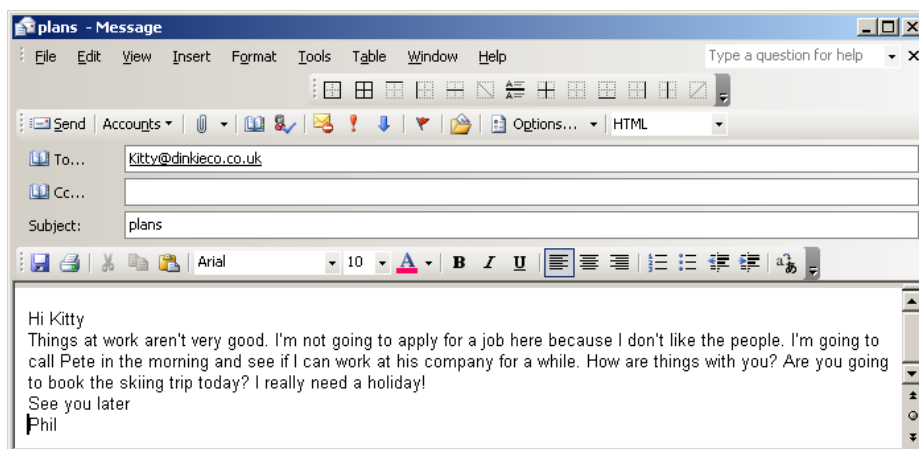 plans - Message
File Edit View Insert Format Tools Table Window Help Type a question for help
Send Accounts Options... HTML
To... Kitty@dinkieco.co.uk
Cc...
Subject: plans
Arial 10 A B I U
Hi Kitty
Things at work aren't very good. I'm not going to apply for a job here because I don't like the people. I'm going to
call Pete in the morning and see if I can work at his company for a while. How are things with you? Are you going
to book the skiing trip today? I really need a holiday!
See you later
Phil